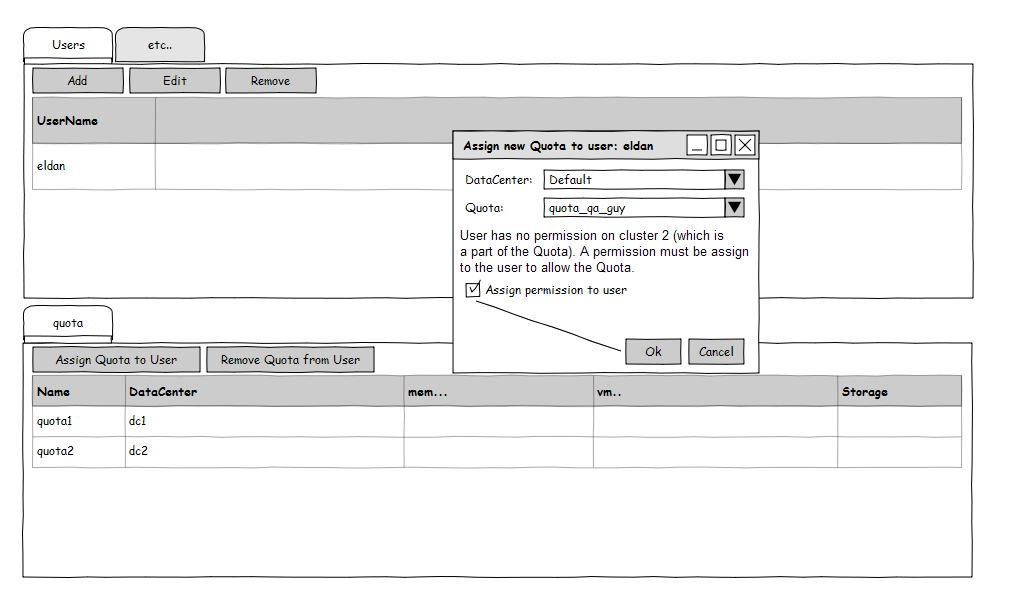 Users
etc..
Add
Edit
Remove
UserName
eldan
Assign new Quota to user: eldan
DataCenter:
Default
Quota:
quota_qa_guy
User has no permission on cluster 2 (which is
a part of the Quota). A permission must be assign
to the user to allow the Quota.
Assign permission to user
Ok
Cancel
quota
Assign Quota to User
Remove Quota from User
Name
DataCenter
mem...
vm..
Storage
quota1
dc1
quota2
dc2